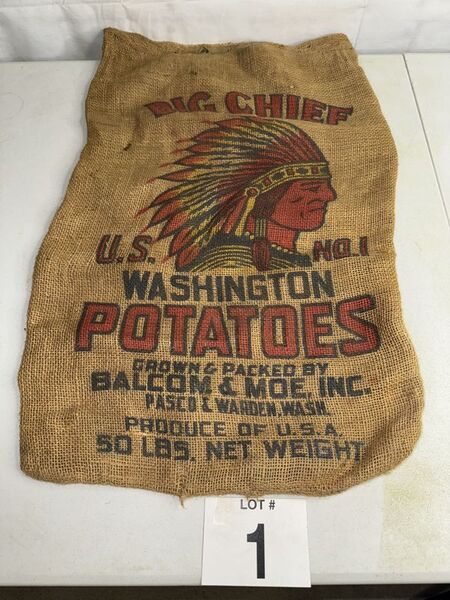 BIG CHIEF
U.S. NO.1
WASHINGTON
POTATOES
GROWN & PACKED BY
BALCOM & MOE, INC.
PASCO & WARDEN, WASH.
PRODUCE OF U.S.A.
50 LBS. NET WEIGHT
LOT #
1